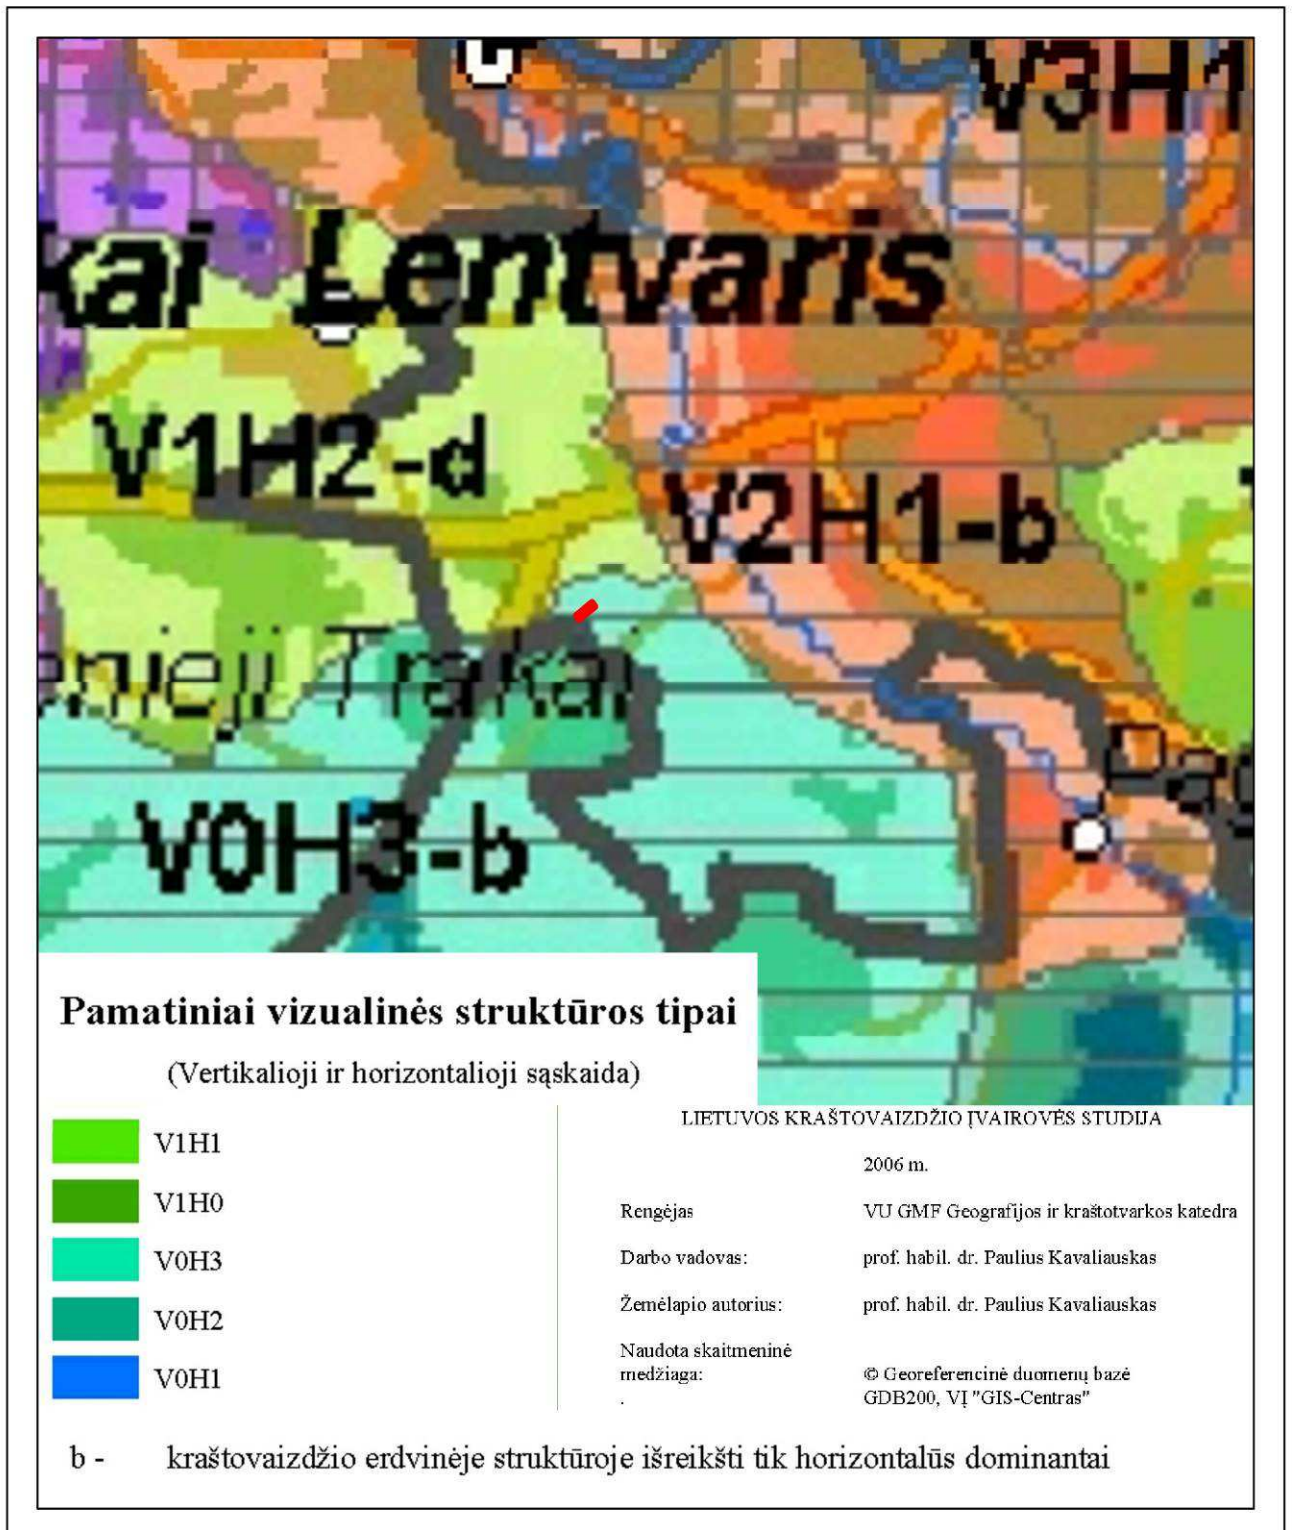 V3H1
kai Lentvaris
V1H2-d
V2H1-b
Trakai
V0H3-b
Pamatiniai vizualinės struktūros tipai
(Vertikalioji ir horizontalioji sąskaida)
V1H1
V1H0
V0H3
V0H2
V0H1
LIETUVOS KRAŠTOVAIZDŽIO ĮVAIROVĖS STUDIJA
2006 m.
Rengėjas VU GMF Geografijos ir kraštotvarkos katedra
Darbo vadovas: prof. habil. dr. Paulius Kavaliauskas
Žemėlapio autorius: prof. habil. dr. Paulius Kavaliauskas
Naudota skaitmeninė
medžiaga: © Georeferencinė duomenų bazė
. GDB200, VĮ "GIS-Centras"
b - kraštovaizdžio erdvinėje struktūroje išreikšti tik horizontalūs dominantai